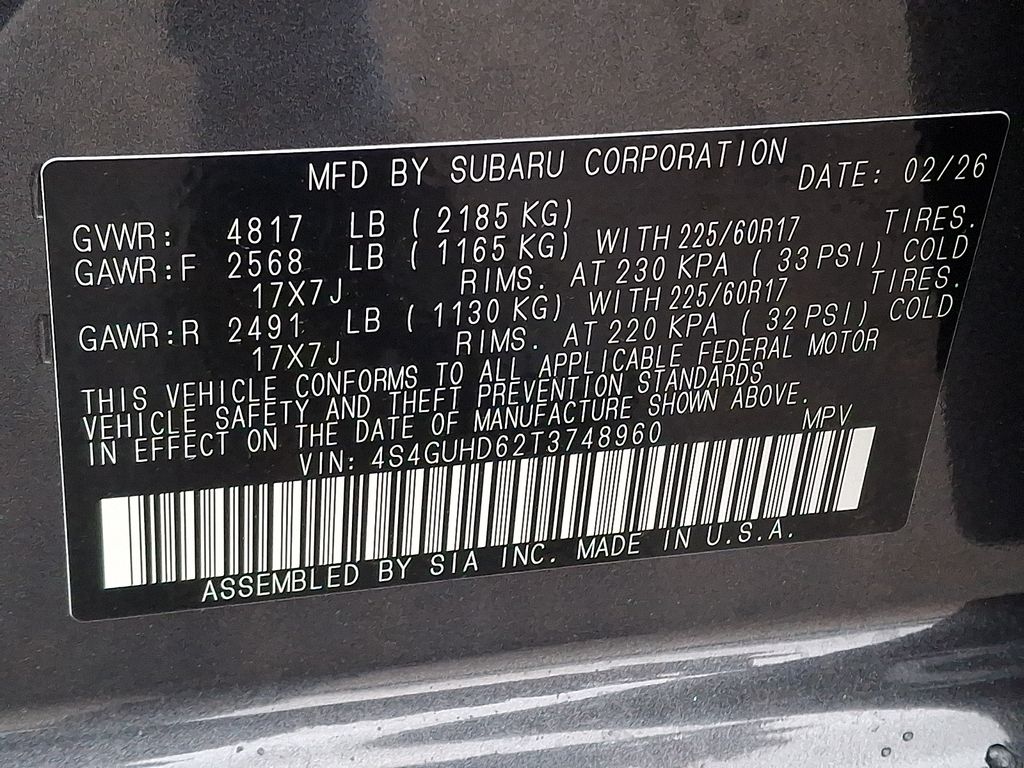 MFD BY SUBARU CORPORATION DATE: 02/26
GVWR: 4817 LB ( 2185 KG)
GAWR:F 2568 LB ( 1165 KG) WITH 225/60R17 TIRES.
17X7J RIMS. AT 230 KPA ( 33 PSI) COLD
GAWR:R 2491 LB ( 1130 KG) WITH 225/60R17 TIRES.
17X7J RIMS. AT 220 KPA ( 32 PSI) COLD
THIS VEHICLE CONFORMS TO ALL APPLICABLE FEDERAL MOTOR
VEHICLE SAFETY AND THEFT PREVENTION STANDARDS
IN EFFECT ON THE DATE OF MANUFACTURE SHOWN ABOVE.
VIN: 4S4GUHD62T3748960 MPV
ASSEMBLED BY SIA INC. MADE IN U.S.A.